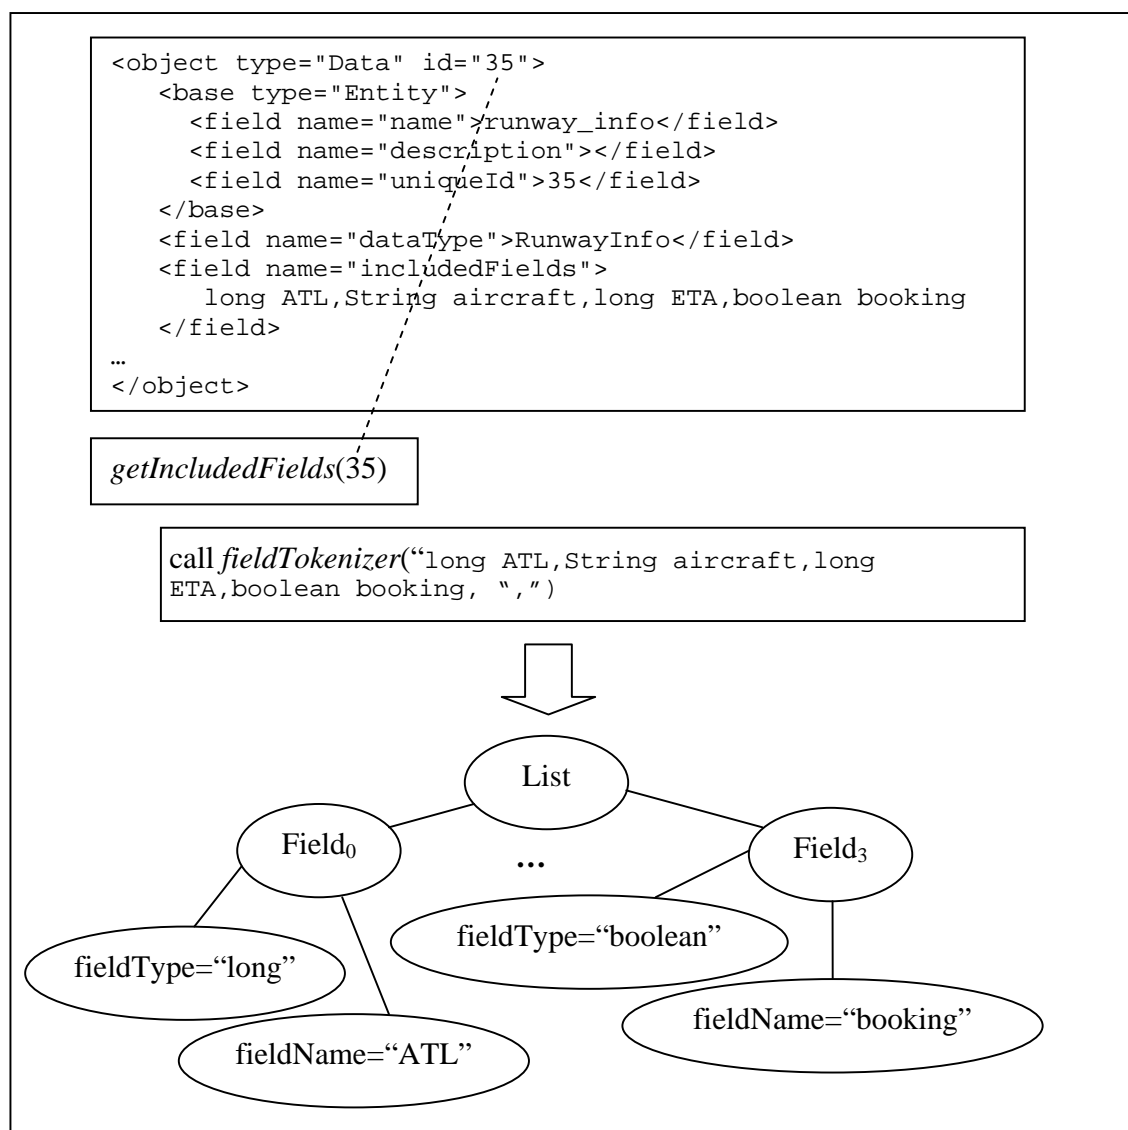 <object type="Data" id="35">
<base type="Entity">
<field name="name">runway_info</field>
<field name="description"></field>
<field name="uniqueId">35</field>
</base>
<field name="dataType">RunwayInfo</field>
<field name="includedFields">
long ATL,String aircraft,long ETA,boolean booking
</field>
…
</object>
getIncludedFields(35)
call fieldTokenizer(“long ATL,String aircraft,long
ETA,boolean booking, “,”)
List
Field₀
...
Field₃
fieldType=“boolean”
fieldType=“long”
fieldName=“booking”
fieldName=“ATL”